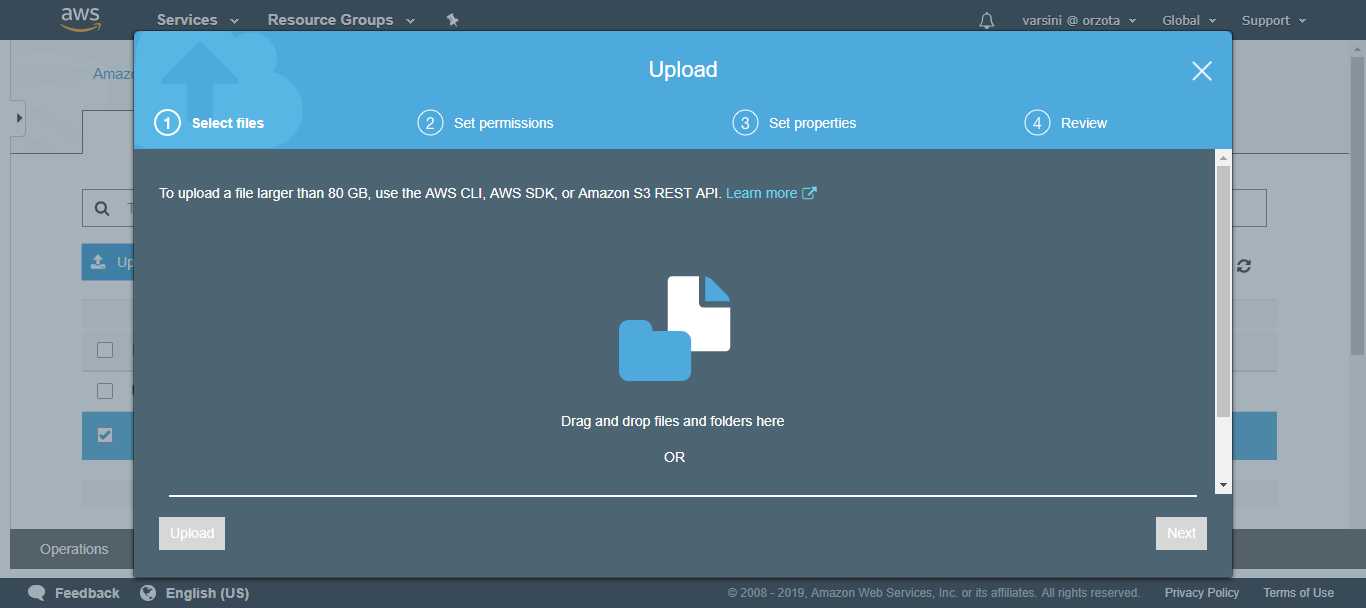 aws
Services
Resource Groups
varsini @ orzota
Global
Support
Amazo
Upload
1 Select files
2 Set permissions
3 Set properties
4 Review
To upload a file larger than 80 GB, use the AWS CLI, AWS SDK, or Amazon S3 REST API. Learn more
T
Up
Drag and drop files and folders here
OR
Upload
Next
Operations
Feedback
English (US)
© 2008 - 2019, Amazon Web Services, Inc. or its affiliates. All rights reserved.
Privacy Policy
Terms of Use